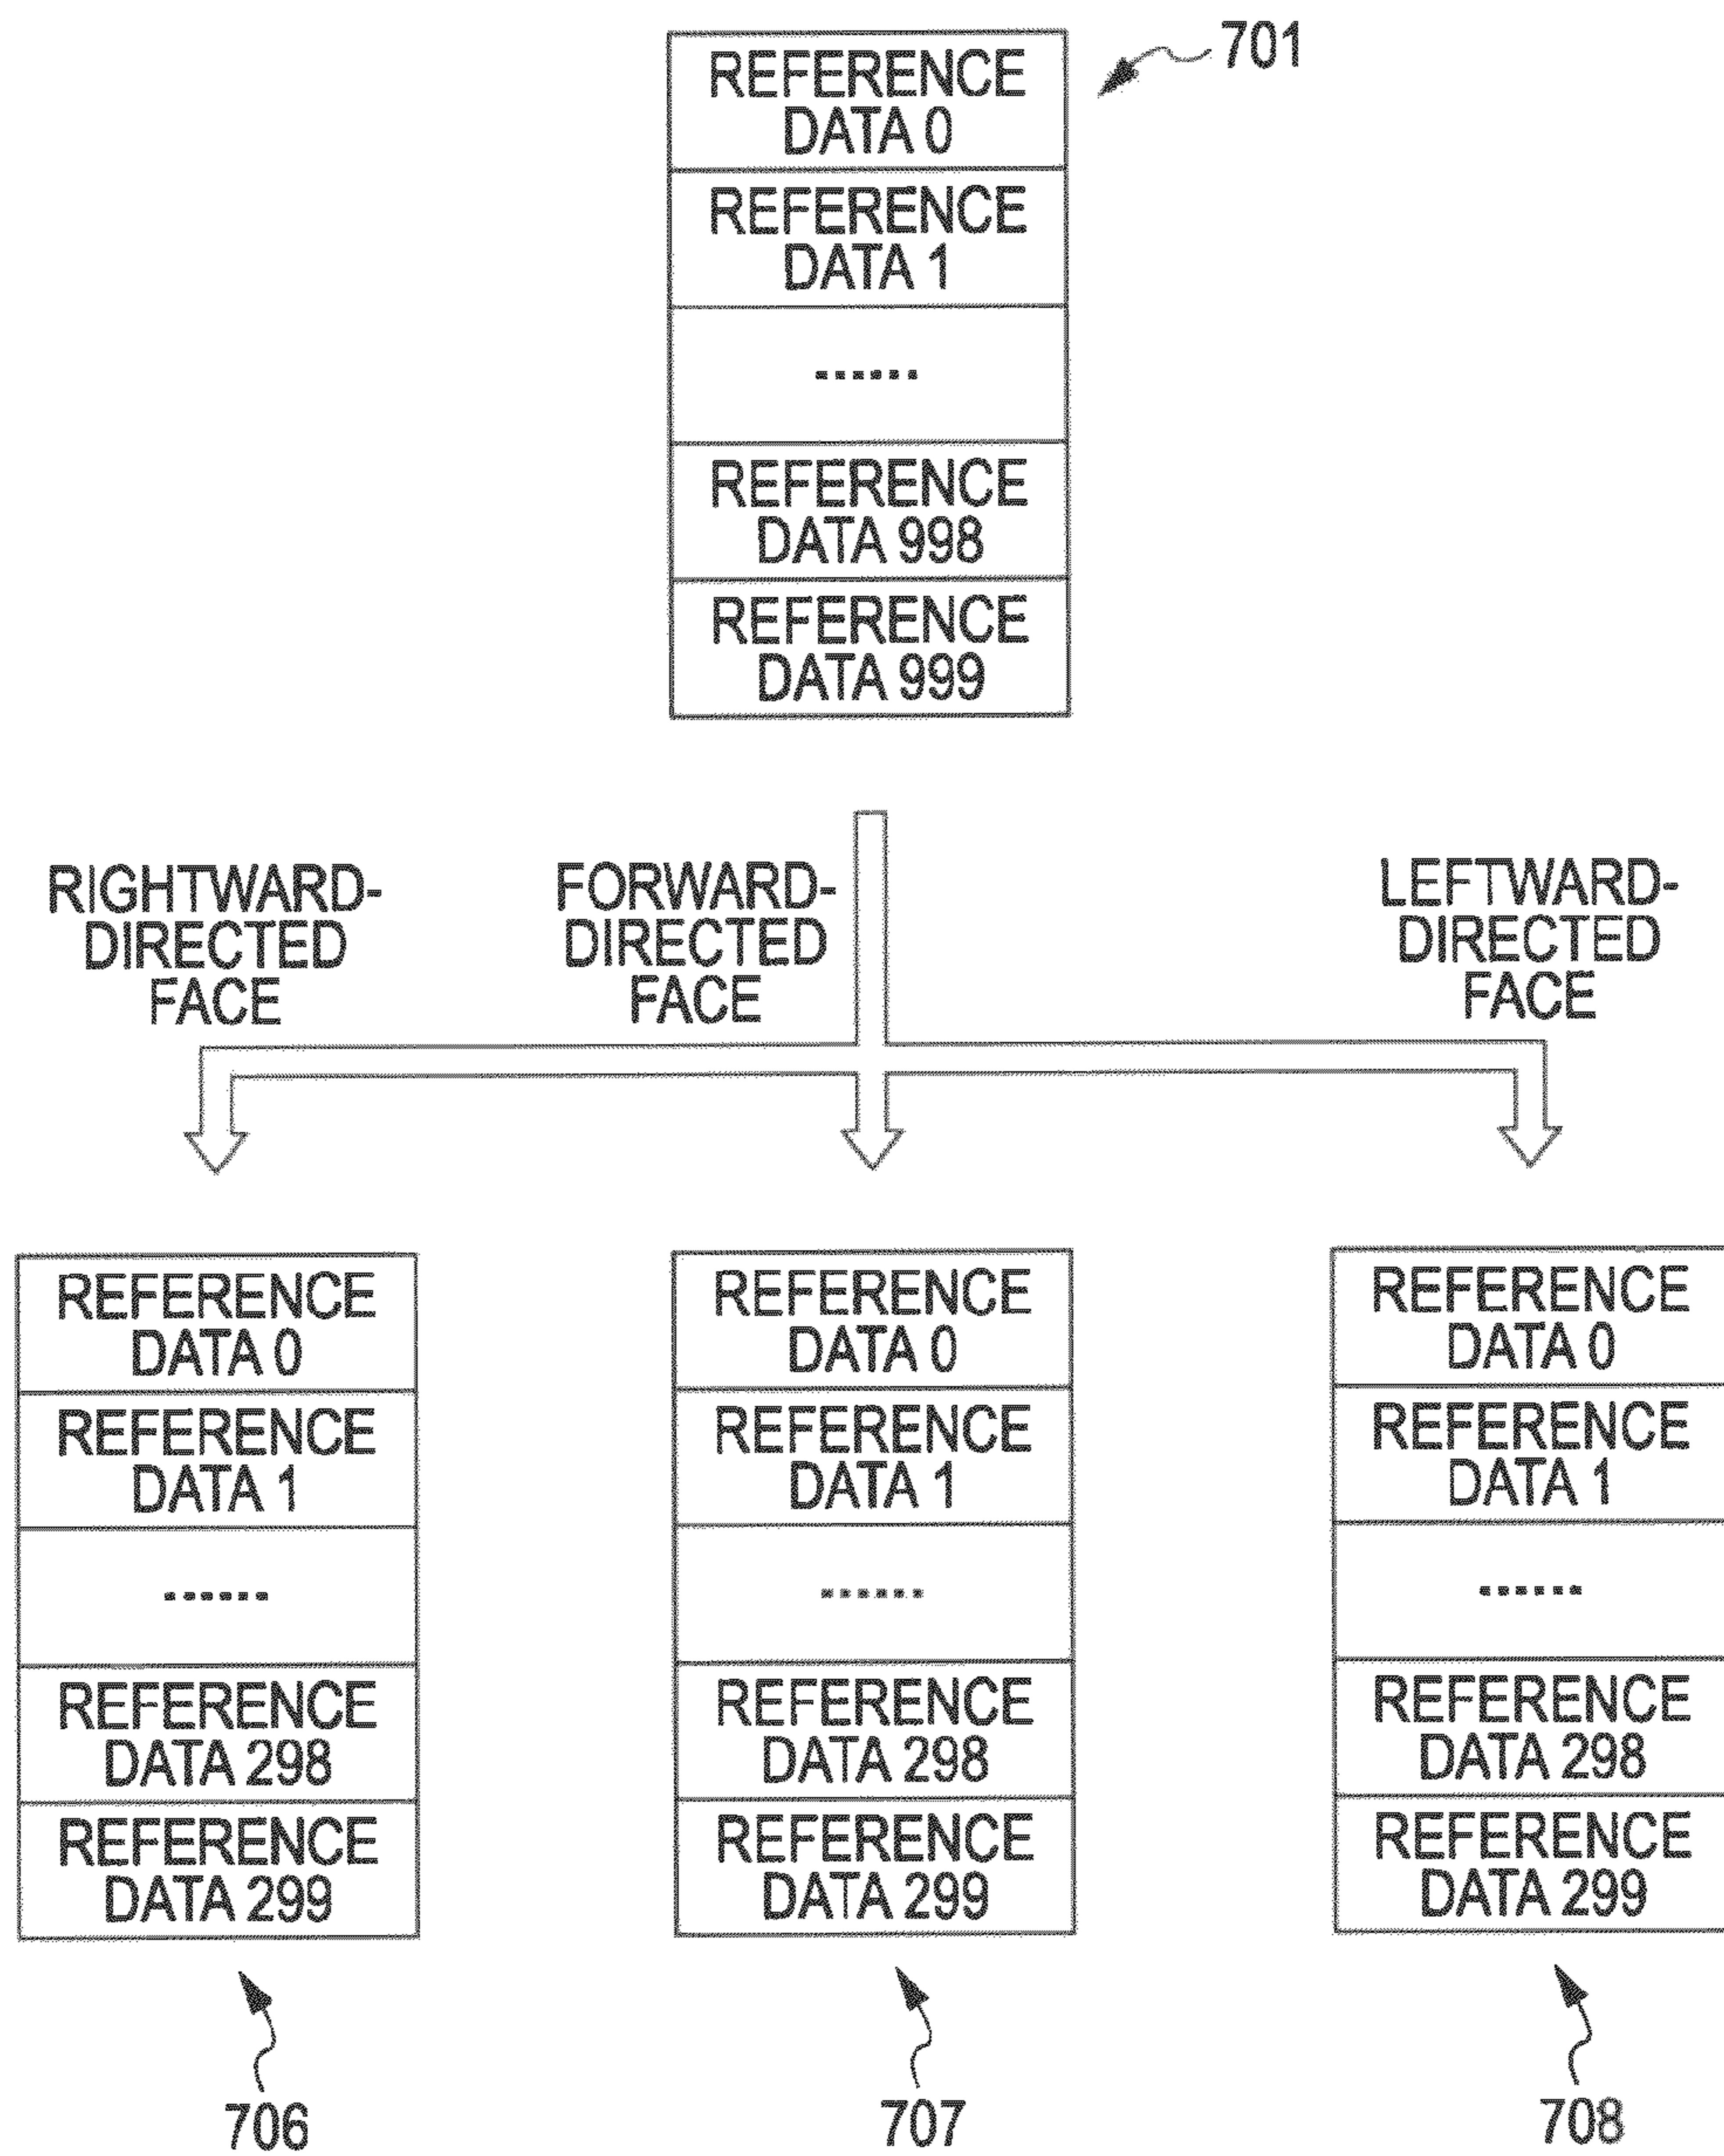 701
REFERENCE
DATA 0
REFERENCE
DATA 1
......
REFERENCE
DATA 998
REFERENCE
DATA 999
RIGHTWARD-
DIRECTED
FACE
FORWARD-
DIRECTED
FACE
LEFTWARD-
DIRECTED
FACE
REFERENCE
DATA 0
REFERENCE
DATA 1
......
REFERENCE
DATA 298
REFERENCE
DATA 299
706
REFERENCE
DATA 0
REFERENCE
DATA 1
......
REFERENCE
DATA 298
REFERENCE
DATA 299
707
REFERENCE
DATA 0
REFERENCE
DATA 1
......
REFERENCE
DATA 298
REFERENCE
DATA 299
708